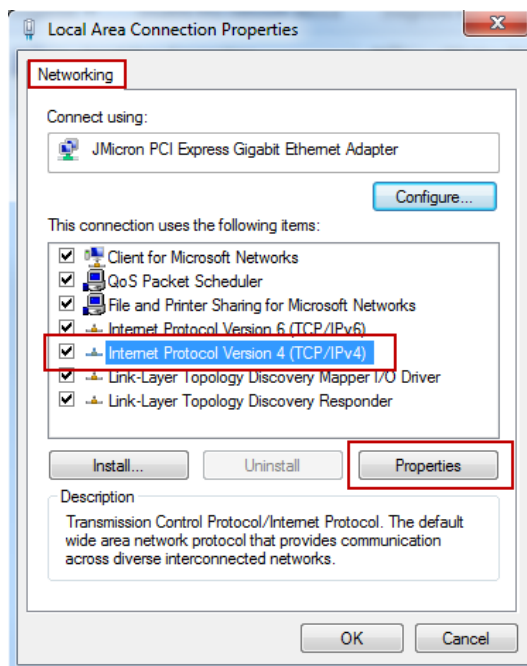 Local Area Connection Properties
Networking
Connect using:
JMicron PCI Express Gigabit Ethernet Adapter
Configure...
This connection uses the following items:
Client for Microsoft Networks
QoS Packet Scheduler
File and Printer Sharing for Microsoft Networks
Internet Protocol Version 6 (TCP/IPv6)
Internet Protocol Version 4 (TCP/IPv4)
Link-Layer Topology Discovery Mapper I/O Driver
Link-Layer Topology Discovery Responder
Install...
Uninstall
Properties
Description
Transmission Control Protocol/Internet Protocol. The default
wide area network protocol that provides communication
across diverse interconnected networks.
OK
Cancel